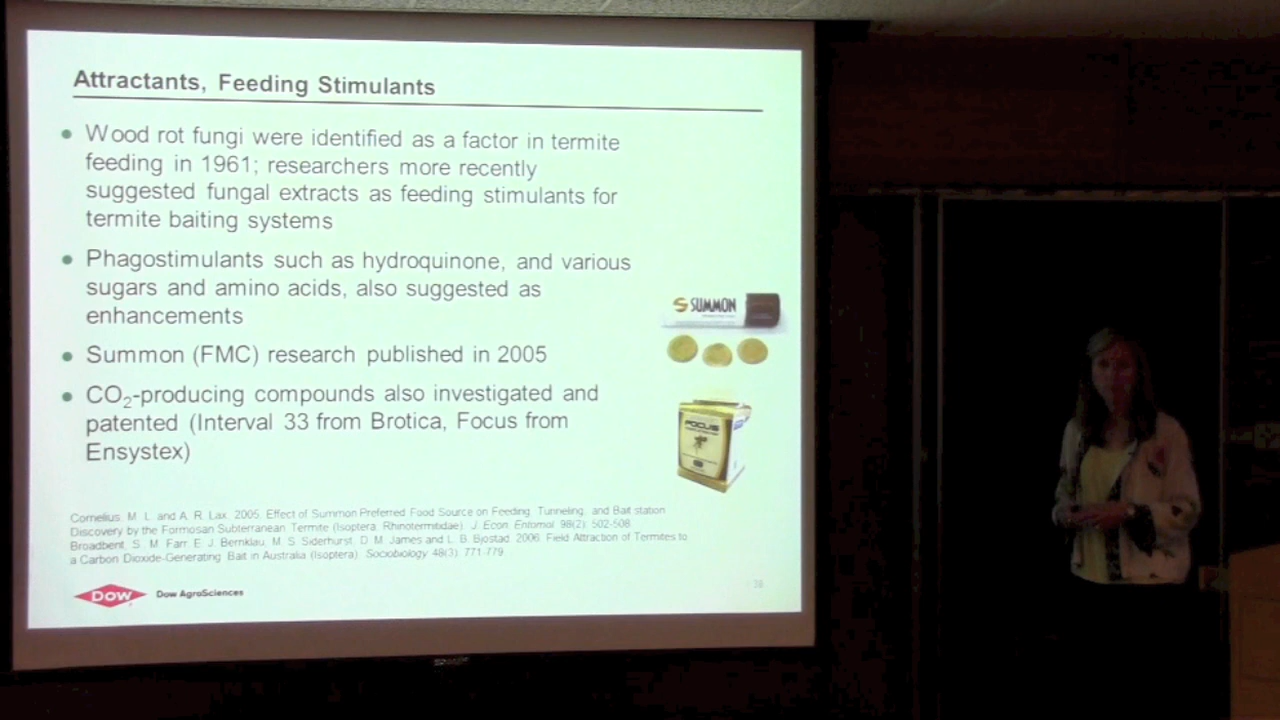 Attractants, Feeding Stimulants
Wood rot fungi were identified as a factor in termite
feeding in 1961; researchers more recently
suggested fungal extracts as feeding stimulants for
termite baiting systems
Phagostimulants such as hydroquinone, and various
sugars and amino acids, also suggested as
enhancements
SUMMON
Summon (FMC) research published in 2005
CO2-producing compounds also investigated and
patented (Interval 33 from Brotica, Focus from
Ensystex)
FOCUS
Cornelius, M. L. and A. R. Lax. 2005. Effect of Summon Preferred Food Source on Feeding, Tunneling, and Bait station
Discovery by the Formosan Subterranean Termite (Isoptera: Rhinotermitidae). J. Econ. Entomol. 98(2): 502-508.
Broadbent, S., M. Farr, E. J. Bernklau, M. S. Siderhurst, D. M. James and L. B. Bjostad. 2006. Field Attraction of Termites to
a Carbon Dioxide-Generating Bait in Australia (Isoptera). Sociobiology 48(3): 771-779.
DOW Dow AgroSciences
36